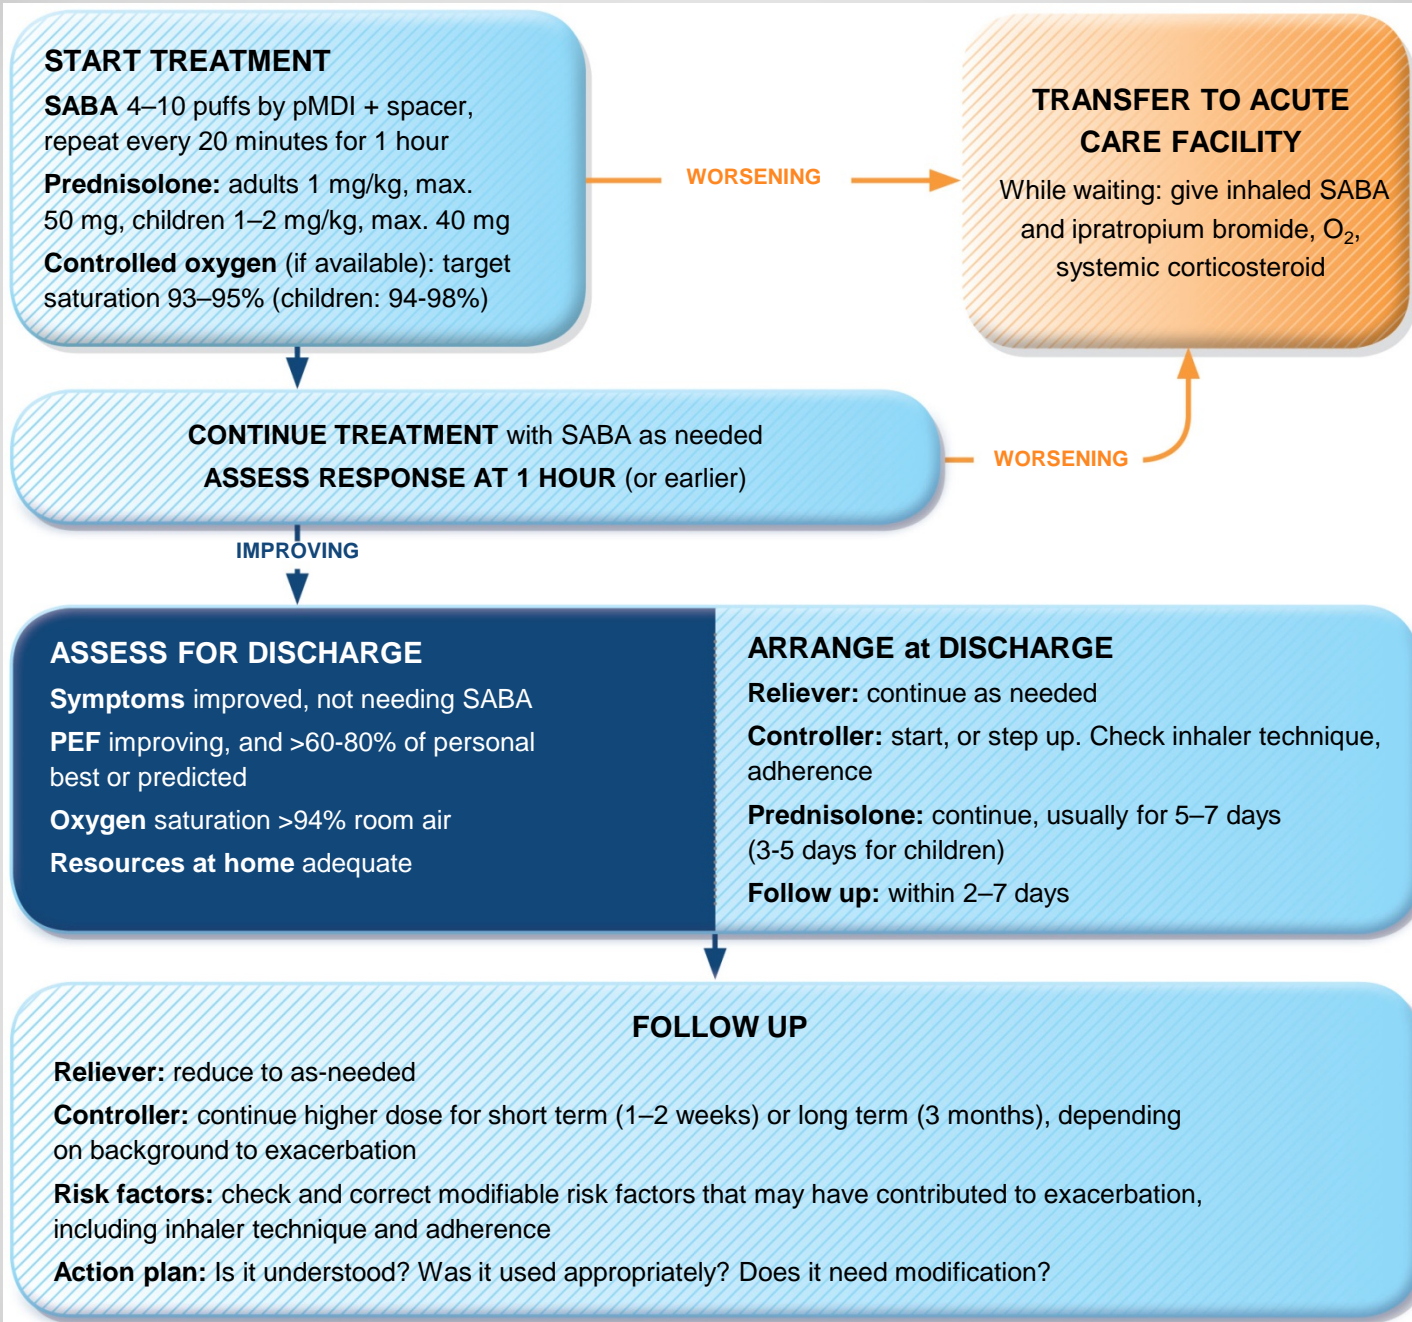 START TREATMENT
SABA 4–10 puffs by pMDI + spacer,
repeat every 20 minutes for 1 hour
Prednisolone: adults 1 mg/kg, max.
50 mg, children 1–2 mg/kg, max. 40 mg
Controlled oxygen (if available): target
saturation 93–95% (children: 94-98%)
WORSENING
TRANSFER TO ACUTE
CARE FACILITY
While waiting: give inhaled SABA
and ipratropium bromide, O₂,
systemic corticosteroid
CONTINUE TREATMENT with SABA as needed
ASSESS RESPONSE AT 1 HOUR (or earlier)
WORSENING
IMPROVING
ASSESS FOR DISCHARGE
Symptoms improved, not needing SABA
PEF improving, and >60-80% of personal
best or predicted
Oxygen saturation >94% room air
Resources at home adequate
ARRANGE at DISCHARGE
Reliever: continue as needed
Controller: start, or step up. Check inhaler technique,
adherence
Prednisolone: continue, usually for 5–7 days
(3-5 days for children)
Follow up: within 2–7 days
FOLLOW UP
Reliever: reduce to as-needed
Controller: continue higher dose for short term (1–2 weeks) or long term (3 months), depending
on background to exacerbation
Risk factors: check and correct modifiable risk factors that may have contributed to exacerbation,
including inhaler technique and adherence
Action plan: Is it understood? Was it used appropriately? Does it need modification?